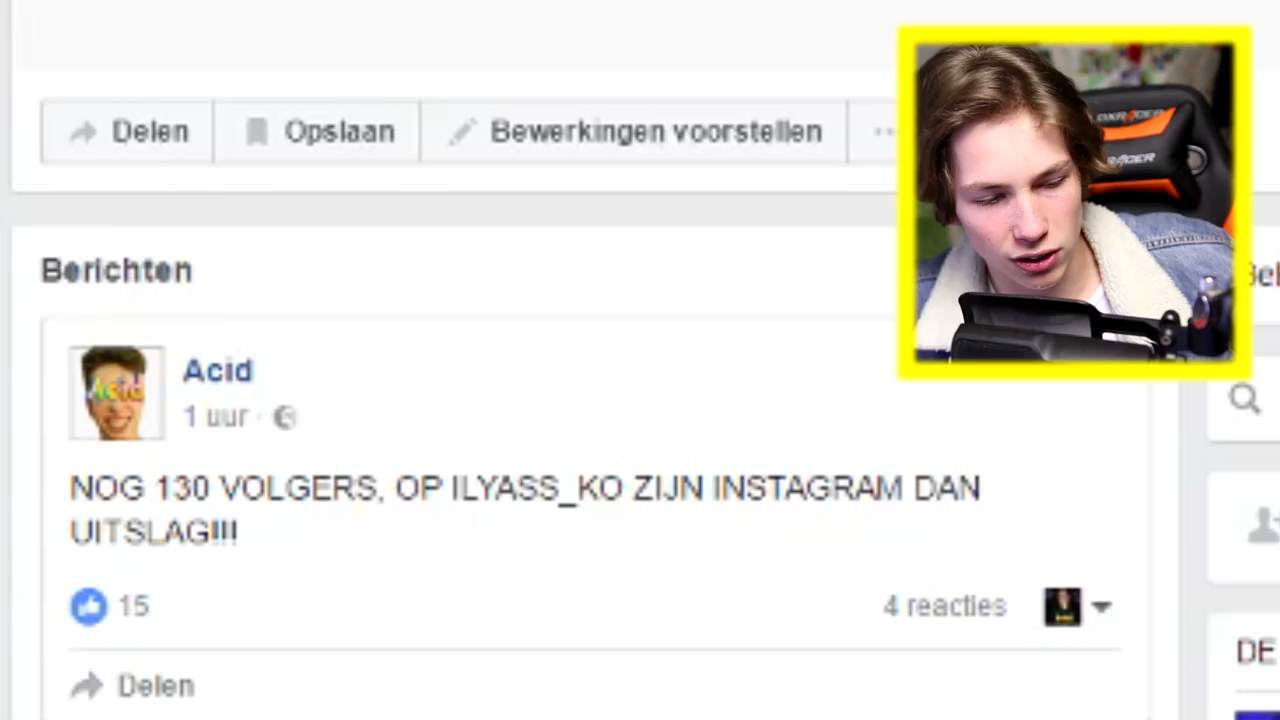 Delen
Opslaan
Bewerkingen voorstellen
Berichten
Acid
Acid
1 uur ·
NOG 130 VOLGERS, OP ILYASS_KO ZIJN INSTAGRAM DAN
UITSLAG!!!
15
4 reacties
Delen
DE